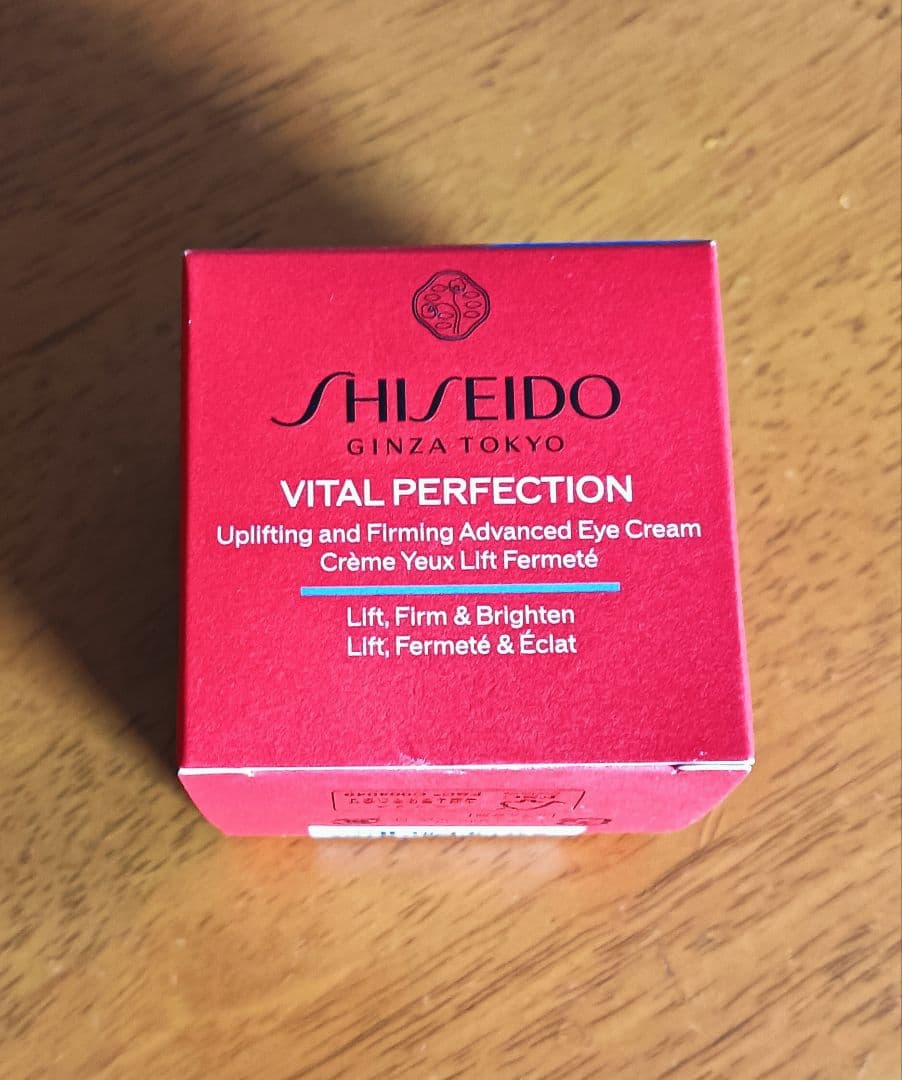 SHISEIDO
GINZA TOKYO
VITAL PERFECTION
Uplifting and Firming Advanced Eye Cream
Crème Yeux Lift Fermeté
Lift, Firm & Brighten
Lift, Fermeté & Éclat